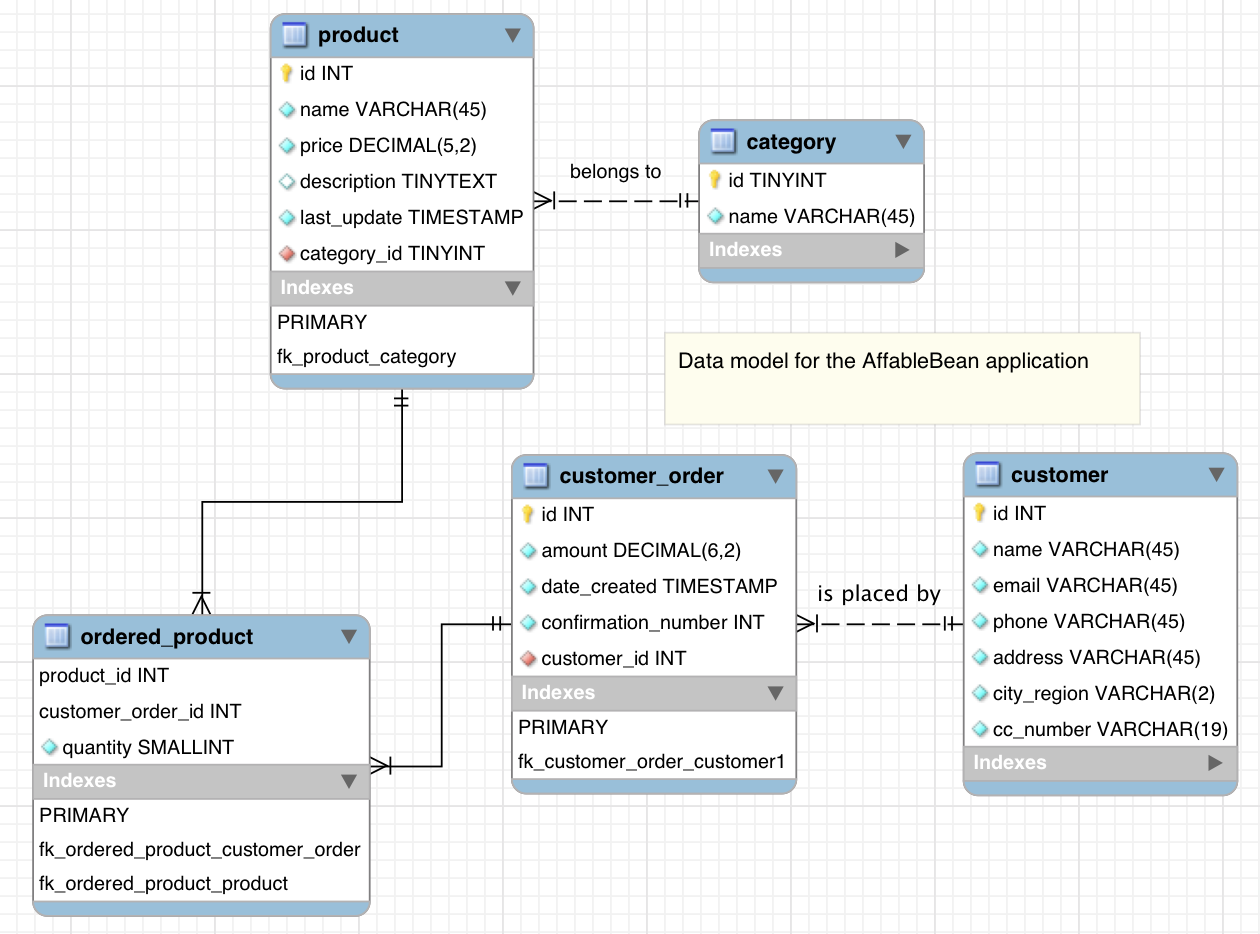 product
id INT
name VARCHAR(45)
price DECIMAL(5,2)
description TINYTEXT
last_update TIMESTAMP
category_id TINYINT
Indexes
PRIMARY
fk_product_category
belongs to
category
id TINYINT
name VARCHAR(45)
Indexes
Data model for the AffableBean application
customer_order
id INT
amount DECIMAL(6,2)
date_created TIMESTAMP
confirmation_number INT
customer_id INT
Indexes
PRIMARY
fk_customer_order_customer1
is placed by
customer
id INT
name VARCHAR(45)
email VARCHAR(45)
phone VARCHAR(45)
address VARCHAR(45)
city_region VARCHAR(2)
cc_number VARCHAR(19)
Indexes
ordered_product
product_id INT
customer_order_id INT
quantity SMALLINT
Indexes
PRIMARY
fk_ordered_product_customer_order
fk_ordered_product_product